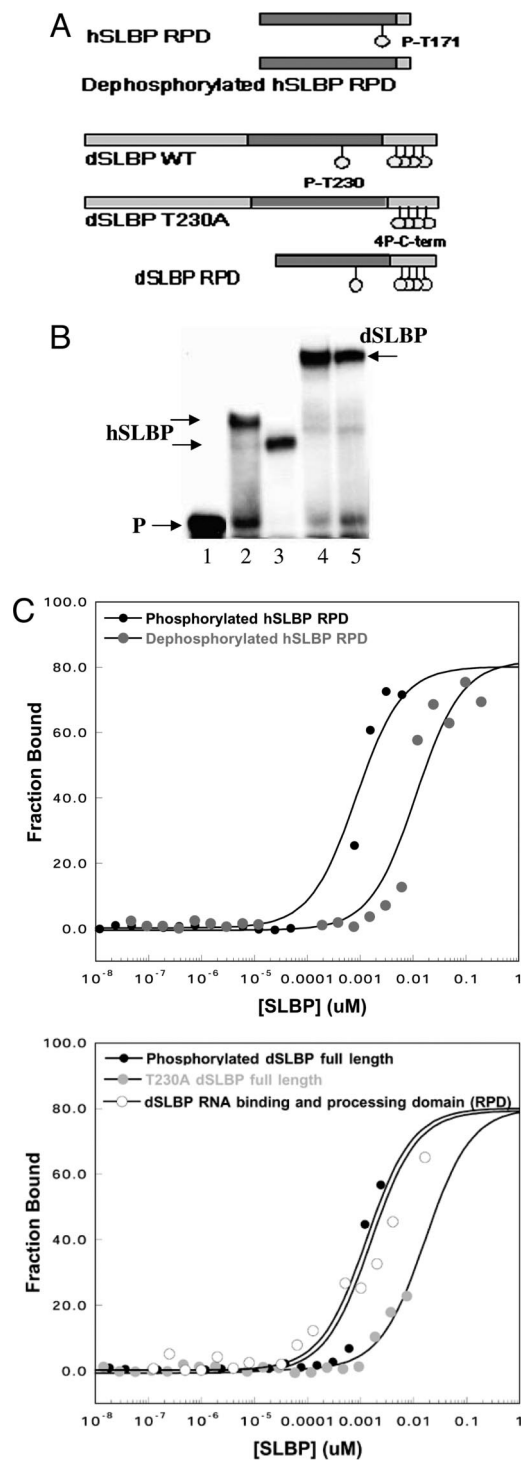 A
hSLBP RPD
P-T171
Dephosphorylated hSLBP RPD
dSLBP WT
P-T230
dSLBP T230A
4P-C-term
dSLBP RPD
B
dSLBP
hSLBP
P
1 2 3 4 5
C
100.0
Phosphorylated hSLBP RPD
Dephosphorylated hSLBP RPD
80.0
60.0
40.0
20.0
0.0
Fraction Bound
10-8 10-7 10-6 10-5 0.0001 0.001 0.01 0.1 1
[SLBP] (uM)
100.0
Phosphorylated dSLBP full length
T230A dSLBP full length
dSLBP RNA binding and processing domain (RPD)
80.0
60.0
40.0
20.0
0.0
Fraction Bound
10-8 10-7 10-6 10-5 0.0001 0.001 0.01 0.1 1
[SLBP] (uM)